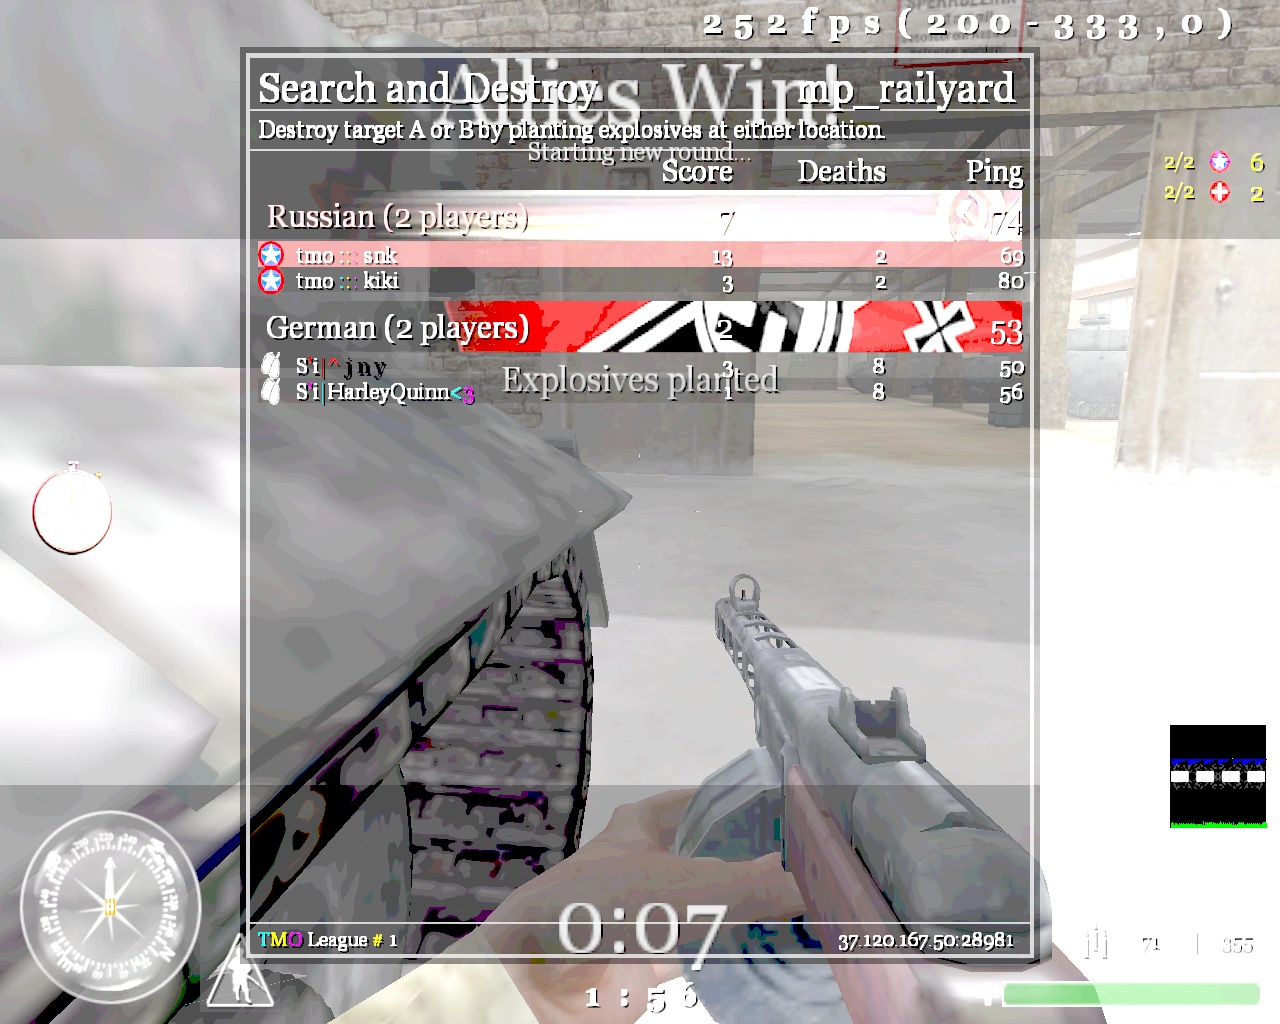 252fps(200-333,0)
Allies Win!
Search and Destroy mp_railyard
Destroy target A or B by planting explosives at either location.
Starting new round...
2/2 6
2/2 2
Score Deaths Ping
Russian (2 players) 7 74
tmo ::: snk 13 2 69
tmo ::: kiki 3 2 80
German (2 players) 2 53
S'i|^jny 3 8 50
S'i|HarleyQuinn<3 1 8 56
Explosives planted
0:07
TMO League # 1 37.120.167.50:28981
71 | 355
1:56